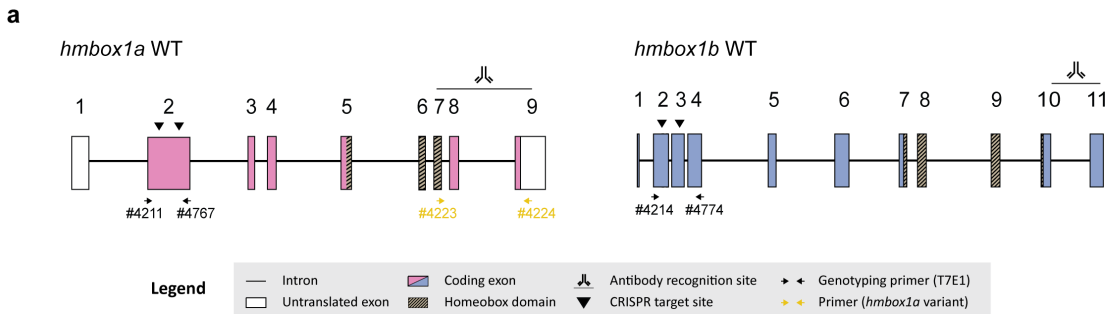 a
hmbox1a WT
hmbox1b WT
1 2 3 4 5 6 7 8 9
1 2 3 4 5 6 7 8 9 10 11
#4211 #4767 #4223 #4224
#4214 #4774
Legend
Intron Coding exon Antibody recognition site Genotyping primer (T7E1)
Untranslated exon Homeobox domain CRISPR target site Primer (hmbox1a variant)